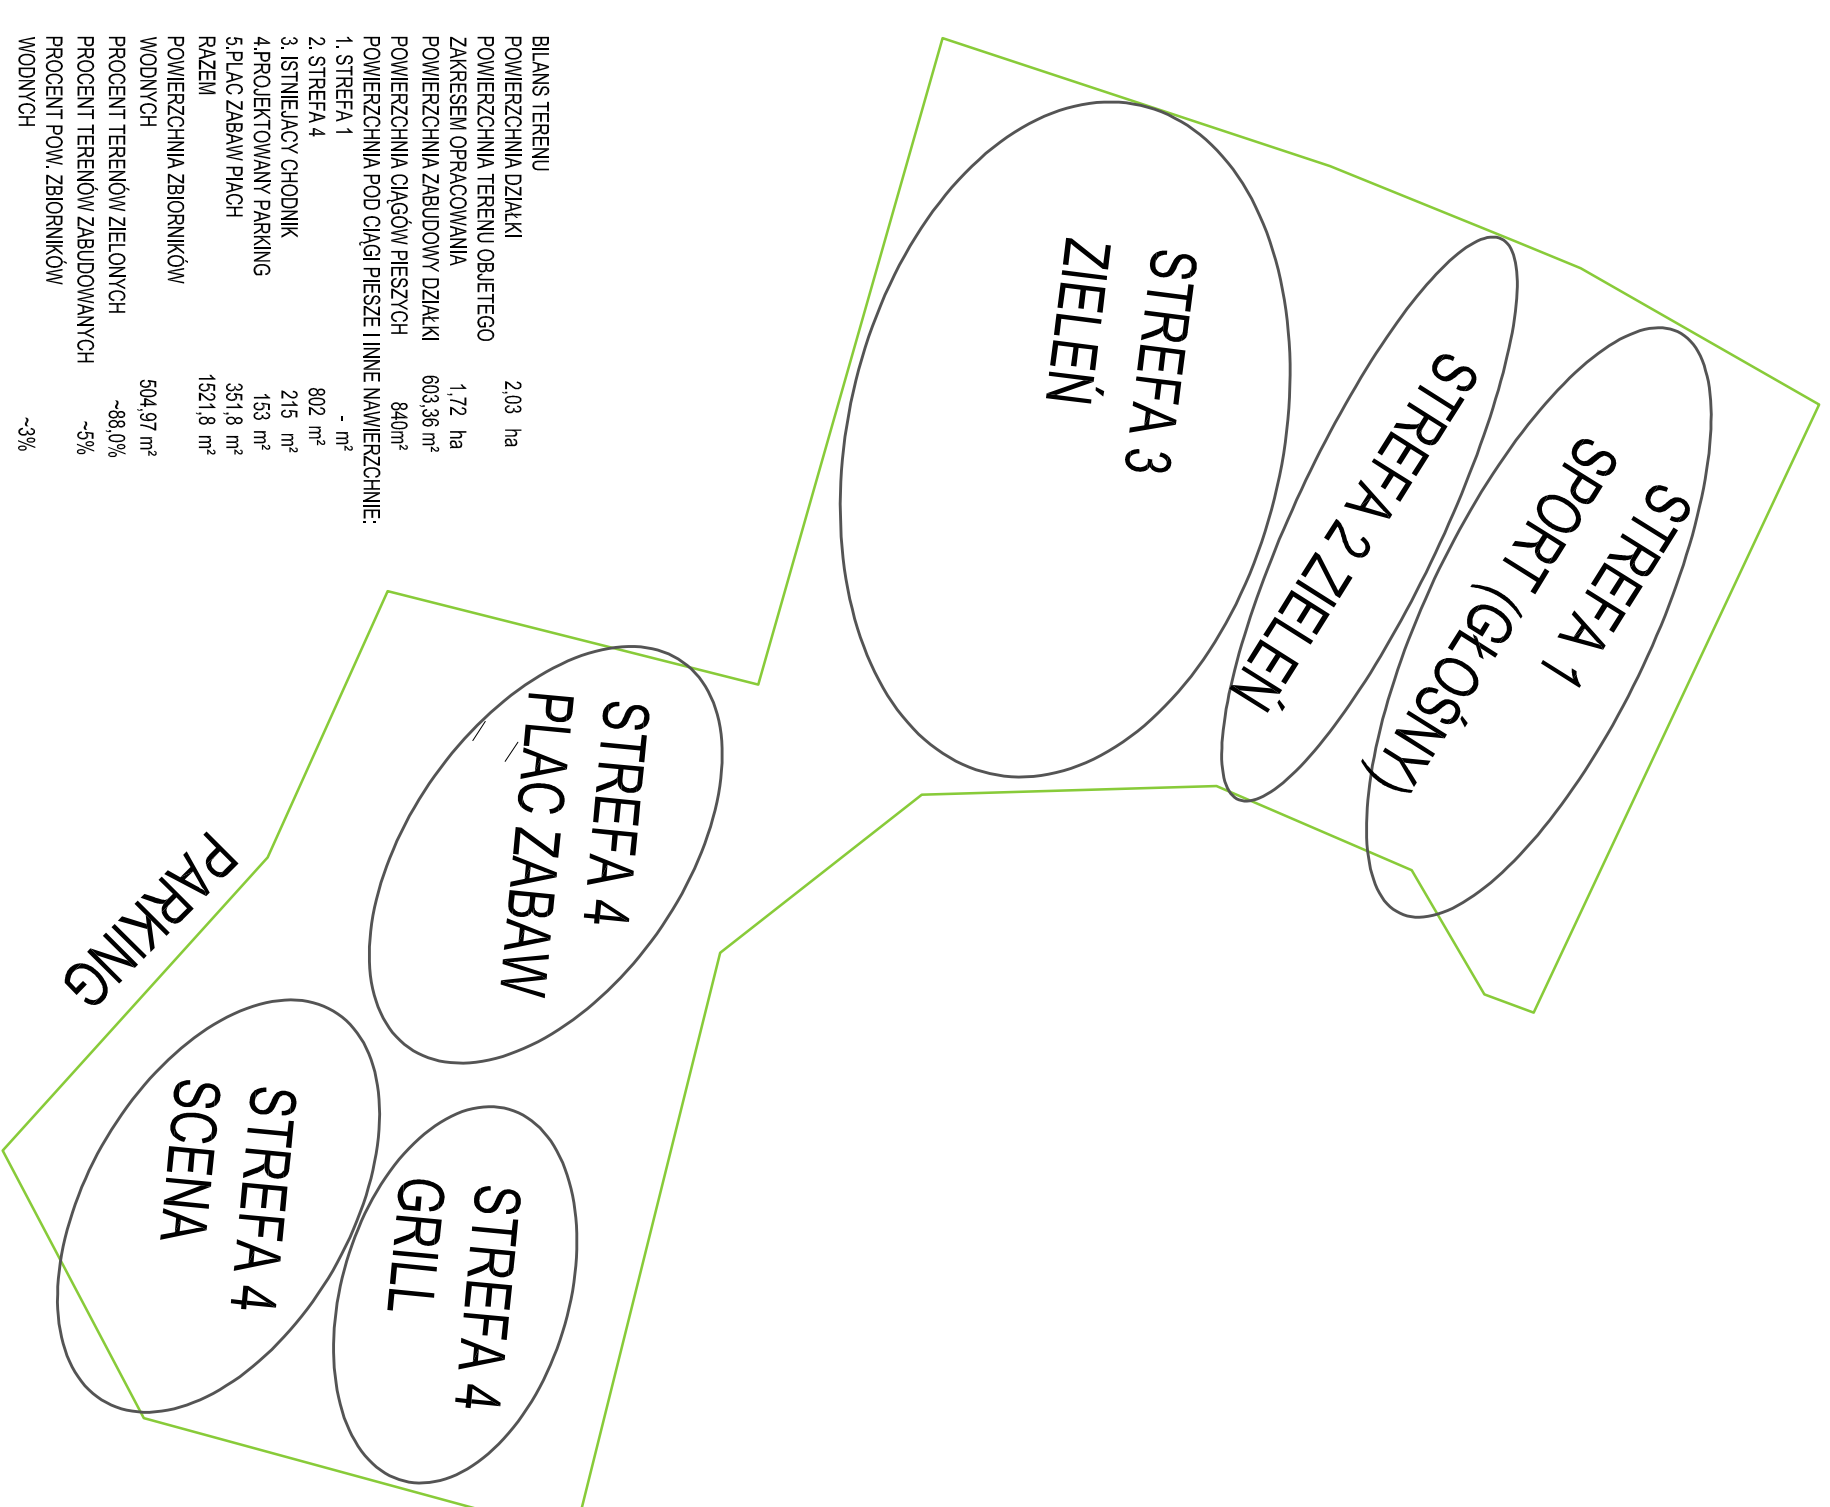 BILANS TERENU
POWIERZCHNIA DZIAŁKI 2,03 ha
POWIERZCHNIA TERENU OBJETEGO
ZAKRESEM OPRACOWANIA 1,72 ha
POWIERZCHNIA ZABUDOWY DZIAŁKI 603,36 m²
POWIERZCHNIA CIĄGÓW PIESZYCH 840m²
POWIERZCHNIA POD CIĄGI PIESZE I INNE NAWIERZCHNIE:
1. STREFA 1 - m²
2. STREFA 4 802 m²
3. ISTNIEJACY CHODNIK 215 m²
4.PROJEKTOWANY PARKING 153 m²
5.PLAC ZABAW PIACH 351,8 m²
RAZEM 1521,8 m²
POWIERZCHNIA ZBIORNIKÓW
WODNYCH 504,97 m²
PROCENT TERENÓW ZIELONYCH ~88,0%
PROCENT TERENÓW ZABUDOWANYCH ~5%
PROCENT POW. ZBIORNIKÓW
WODNYCH ~3%
STREFA 1
SPORT (GŁOŚNY)
STREFA 2 ZIELEŃ
STREFA 3
ZIELEŃ
STREFA 4
PLAC ZABAW
STREFA 4
GRILL
STREFA 4
SCENA
PARKING